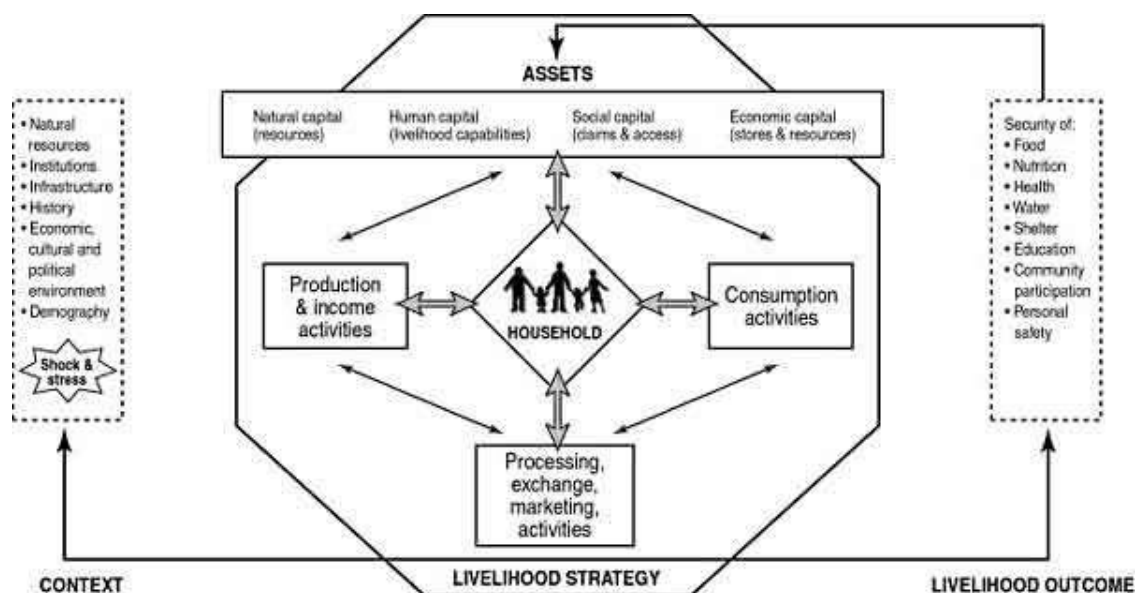 ASSETS
Natural capital
(resources)
Human capital
(livelihood capabilities)
Social capital
(claims & access)
Economic capital
(stores & resources)
• Natural
resources
• Institutions
• Infrastructure
• History
• Economic,
cultural and
political
environment
• Demography
Shock &
stress
Production
& income
activities
HOUSEHOLD
Consumption
activities
Processing,
exchange,
marketing,
activities
Security of:
• Food
• Nutrition
• Health
• Water
• Shelter
• Education
• Community
participation
• Personal
safety
CONTEXT
LIVELIHOOD STRATEGY
LIVELIHOOD OUTCOME